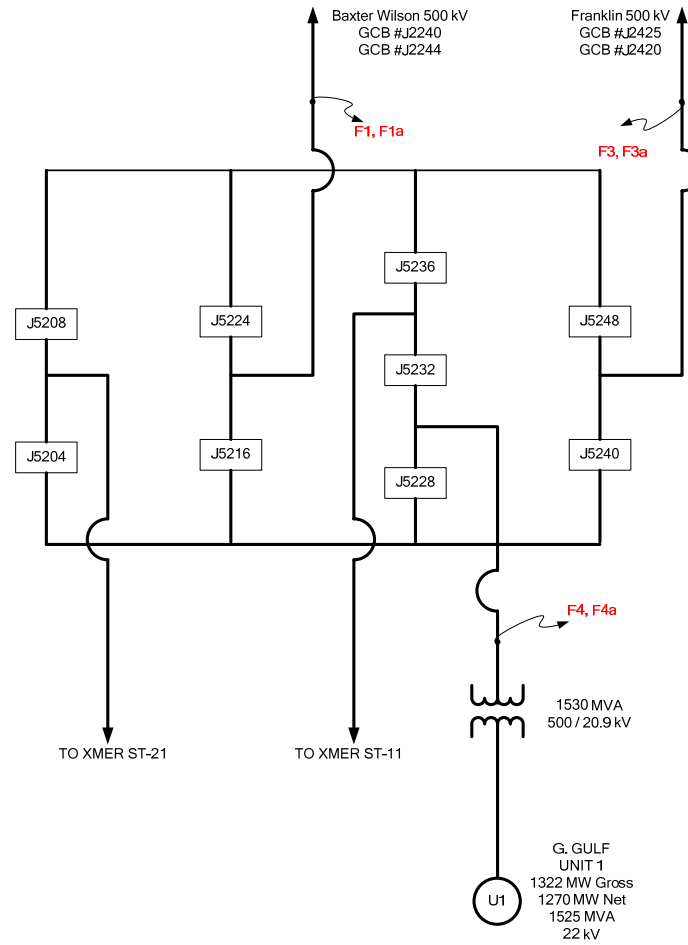 Baxter Wilson 500 kV
GCB #J2240
GCB #J2244
Franklin 500 kV
GCB #J2425
GCB #J2420
F1, F1a
F3, F3a
J5236
J5208
J5224
J5248
J5232
J5204
J5216
J5240
J5228
F4, F4a
1530 MVA
500 / 20.9 kV
TO XMER ST-21
TO XMER ST-11
G. GULF
UNIT 1
1322 MW Gross
1270 MW Net
1525 MVA
22 kV
U1